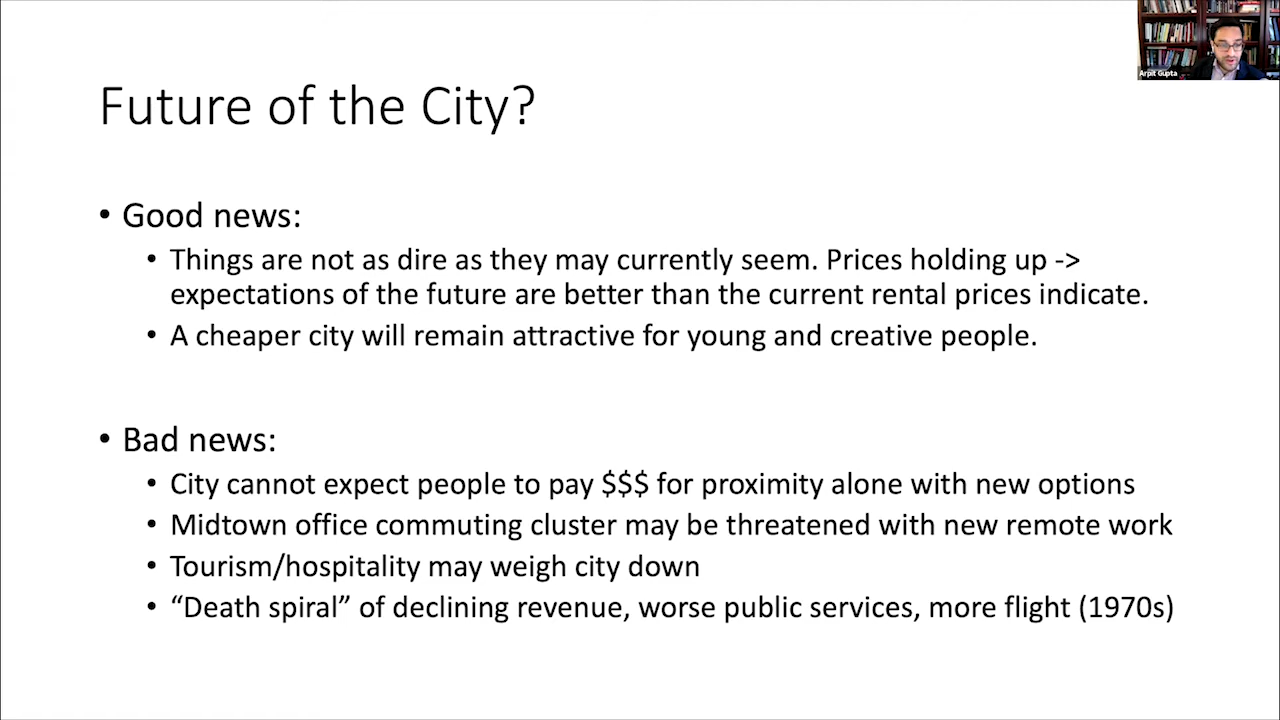 Arpit Gupta
Future of the City?
• Good news:
• Things are not as dire as they may currently seem. Prices holding up ->
expectations of the future are better than the current rental prices indicate.
• A cheaper city will remain attractive for young and creative people.
• Bad news:
• City cannot expect people to pay $$$ for proximity alone with new options
• Midtown office commuting cluster may be threatened with new remote work
• Tourism/hospitality may weigh city down
• “Death spiral” of declining revenue, worse public services, more flight (1970s)